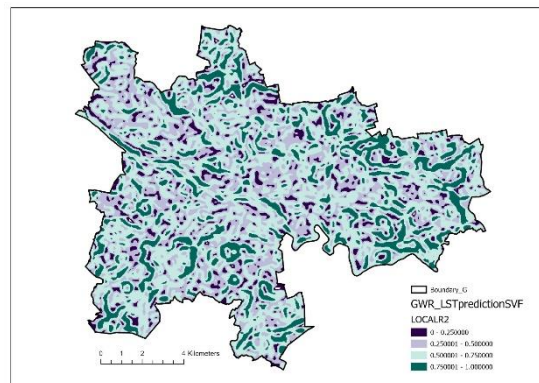 Boundary_G
GWR_LSTpredictionSVF
LOCALR2
0 - 0.250000
0.250001 - 0.500000
0.500001 - 0.750000
0.750001 - 1.000000
0 1 2 4 Kilometers